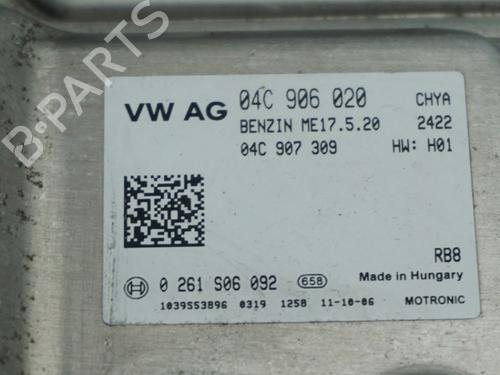 VW AG 04C 906 020 CHYA
BENZIN ME17.5.20 2422
04C 907 309 HW: H01
RB8
0 261 S06 092 658 Made in Hungary
1039S53896 0319 1258 11-10-06 MOTRONIC
B-PARTS